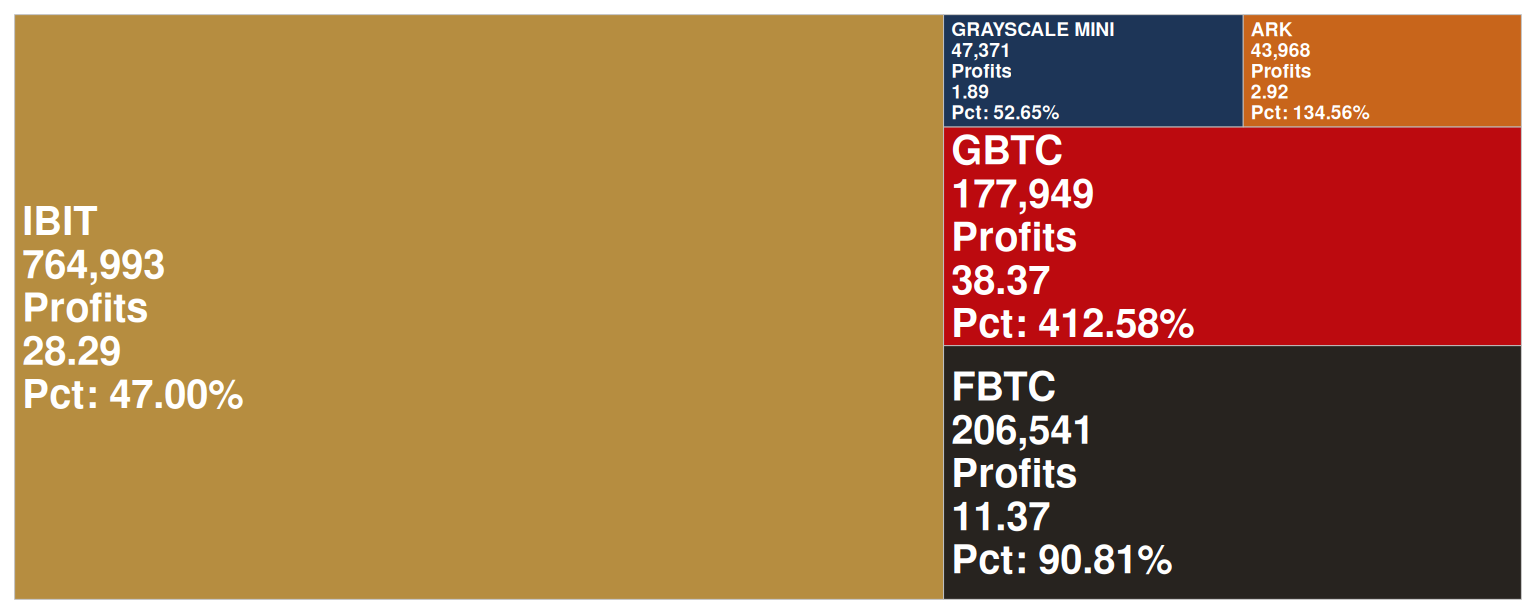 IBIT
764,993
Profits
28.29
Pct: 47.00%
GRAYSCALE MINI
47,371
Profits
1.89
Pct: 52.65%
ARK
43,968
Profits
2.92
Pct: 134.56%
GBTC
177,949
Profits
38.37
Pct: 412.58%
FBTC
206,541
Profits
11.37
Pct: 90.81%